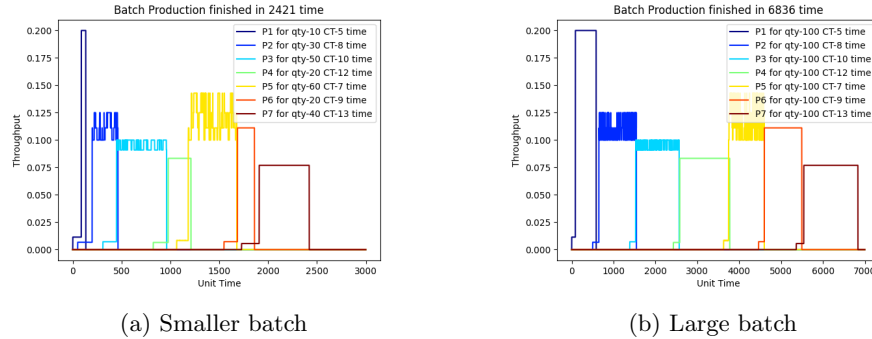 Batch Production finished in 2421 time
P1 for qty-10 CT-5 time
P2 for qty-30 CT-8 time
P3 for qty-50 CT-10 time
P4 for qty-20 CT-12 time
P5 for qty-60 CT-7 time
P6 for qty-20 CT-9 time
P7 for qty-40 CT-13 time
0.200
0.175
0.150
0.125
0.100
0.075
0.050
0.025
0.000
Throughput
0 500 1000 1500 2000 2500 3000
Unit Time
(a) Smaller batch
Batch Production finished in 6836 time
P1 for qty-100 CT-5 time
P2 for qty-100 CT-8 time
P3 for qty-100 CT-10 time
P4 for qty-100 CT-12 time
P5 for qty-100 CT-7 time
P6 for qty-100 CT-9 time
P7 for qty-100 CT-13 time
0.200
0.175
0.150
0.125
0.100
0.075
0.050
0.025
0.000
Throughput
0 1000 2000 3000 4000 5000 6000 7000
Unit Time
(b) Large batch